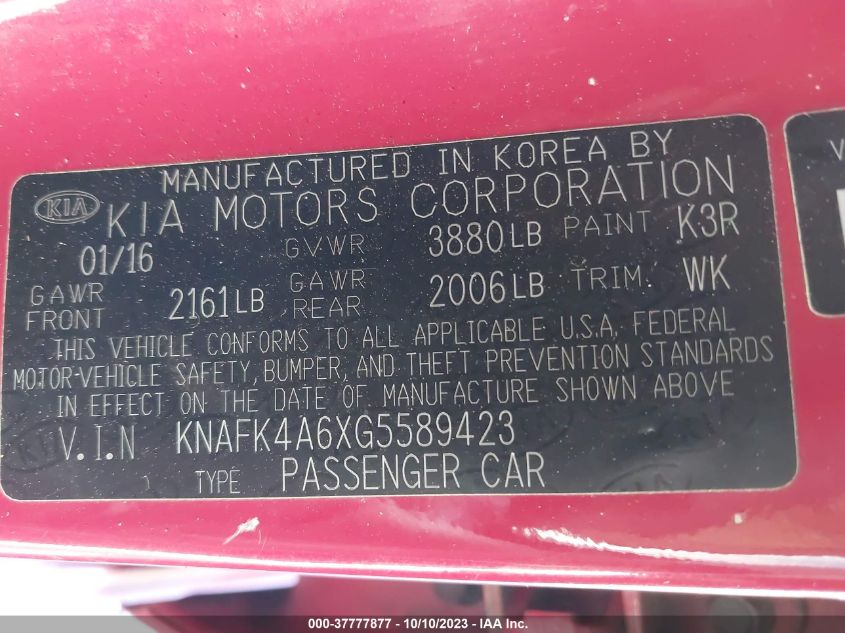 MANUFACTURED IN KOREA BY
KIA KIA MOTORS CORPORATION
01/16 GVWR 3880LB PAINT K3R
GAWR FRONT 2161LB GAWR REAR 2006LB TRIM. WK
THIS VEHICLE CONFORMS TO ALL APPLICABLE U.S.A. FEDERAL
MOTOR-VEHICLE SAFETY, BUMPER, AND THEFT PREVENTION STANDARDS
IN EFFECT ON THE DATE OF MANUFACTURE SHOWN ABOVE
V.I.N KNAFK4A6XG5589423
TYPE PASSENGER CAR
V
000-37777877 - 10/10/2023 - IAA Inc.